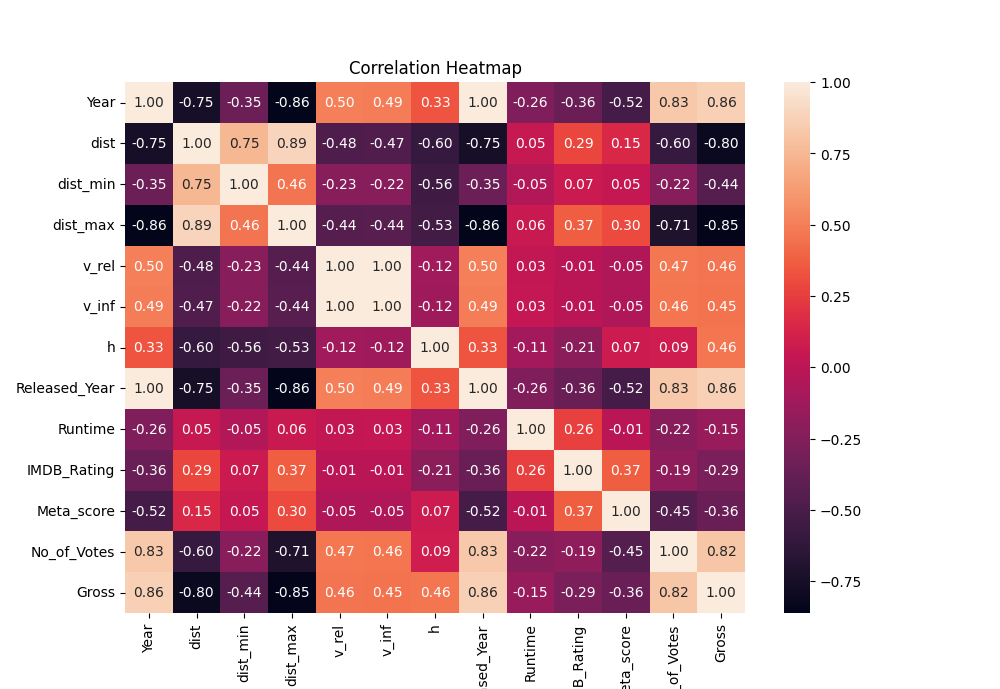 Correlation Heatmap
Year 1.00 -0.75 -0.35 -0.86 0.50 0.49 0.33 1.00 -0.26 -0.36 -0.52 0.83 0.86
dist -0.75 1.00 0.75 0.89 -0.48 -0.47 -0.60 -0.75 0.05 0.29 0.15 -0.60 -0.80
dist_min -0.35 0.75 1.00 0.46 -0.23 -0.22 -0.56 -0.35 -0.05 0.07 0.05 -0.22 -0.44
dist_max -0.86 0.89 0.46 1.00 -0.44 -0.44 -0.53 -0.86 0.06 0.37 0.30 -0.71 -0.85
v_rel 0.50 -0.48 -0.23 -0.44 1.00 1.00 -0.12 0.50 0.03 -0.01 -0.05 0.47 0.46
v_inf 0.49 -0.47 -0.22 -0.44 1.00 1.00 -0.12 0.49 0.03 -0.01 -0.05 0.46 0.45
h 0.33 -0.60 -0.56 -0.53 -0.12 -0.12 1.00 0.33 -0.11 -0.21 0.07 0.09 0.46
Released_Year 1.00 -0.75 -0.35 -0.86 0.50 0.49 0.33 1.00 -0.26 -0.36 -0.52 0.83 0.86
Runtime -0.26 0.05 -0.05 0.06 0.03 0.03 -0.11 -0.26 1.00 0.26 -0.01 -0.22 -0.15
IMDB_Rating -0.36 0.29 0.07 0.37 -0.01 -0.01 -0.21 -0.36 0.26 1.00 0.37 -0.19 -0.29
Meta_score -0.52 0.15 0.05 0.30 -0.05 -0.05 0.07 -0.52 -0.01 0.37 1.00 -0.45 -0.36
No_of_Votes 0.83 -0.60 -0.22 -0.71 0.47 0.46 0.09 0.83 -0.22 -0.19 -0.45 1.00 0.82
Gross 0.86 -0.80 -0.44 -0.85 0.46 0.45 0.46 0.86 -0.15 -0.29 -0.36 0.82 1.00
Year dist dist_min dist_max v_rel v_inf h sed_Year Runtime B_Rating eta_score _of_Votes Gross
1.00
0.75
0.50
0.25
0.00
−0.25
−0.50
−0.75